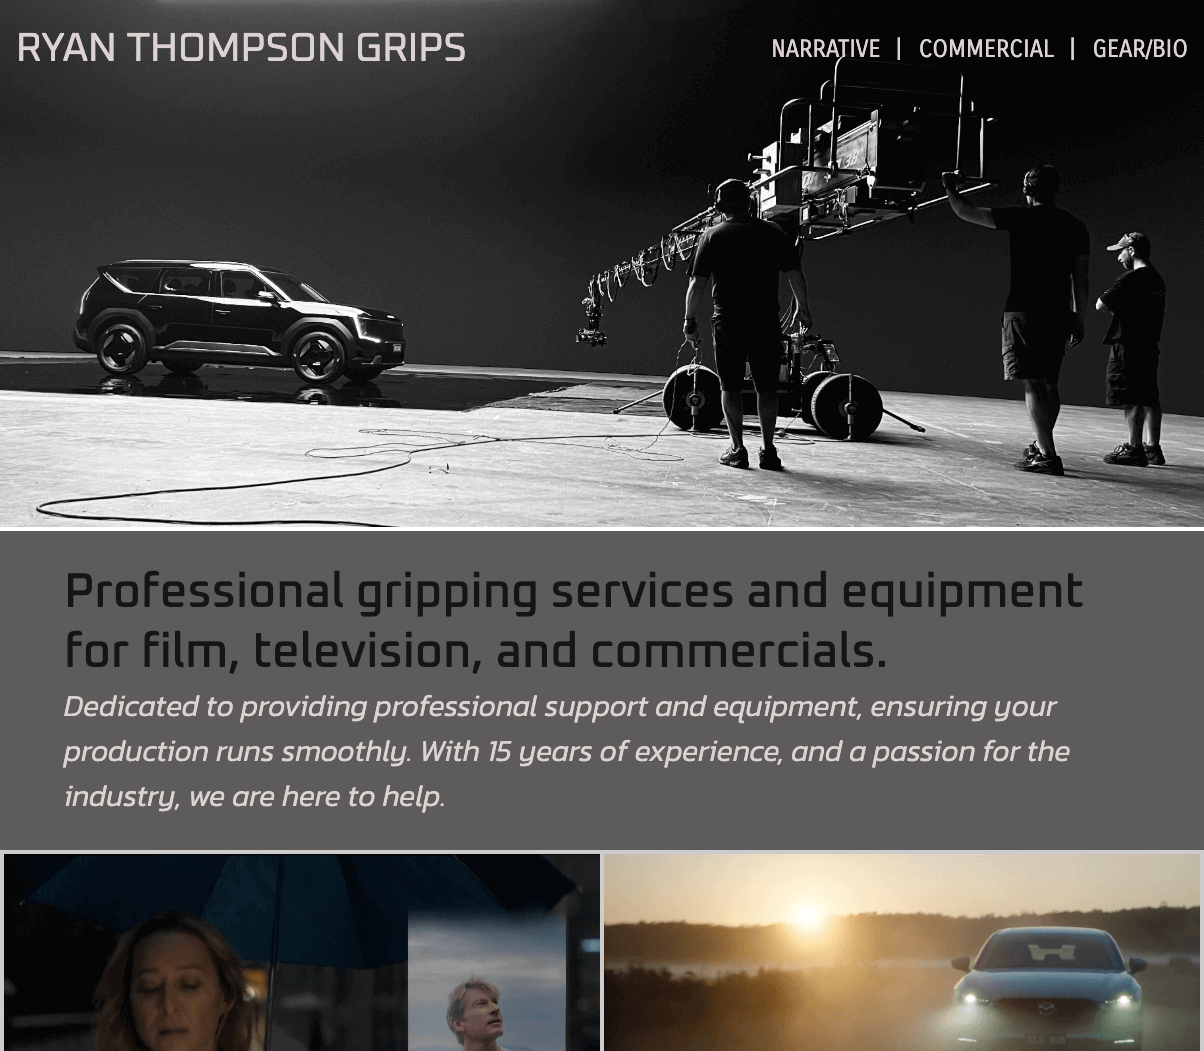 RYAN THOMPSON GRIPS
NARRATIVE | COMMERCIAL | GEAR/BIO
Professional gripping services and equipment
for film, television, and commercials.
Dedicated to providing professional support and equipment, ensuring your
production runs smoothly. With 15 years of experience, and a passion for the
industry, we are here to help.